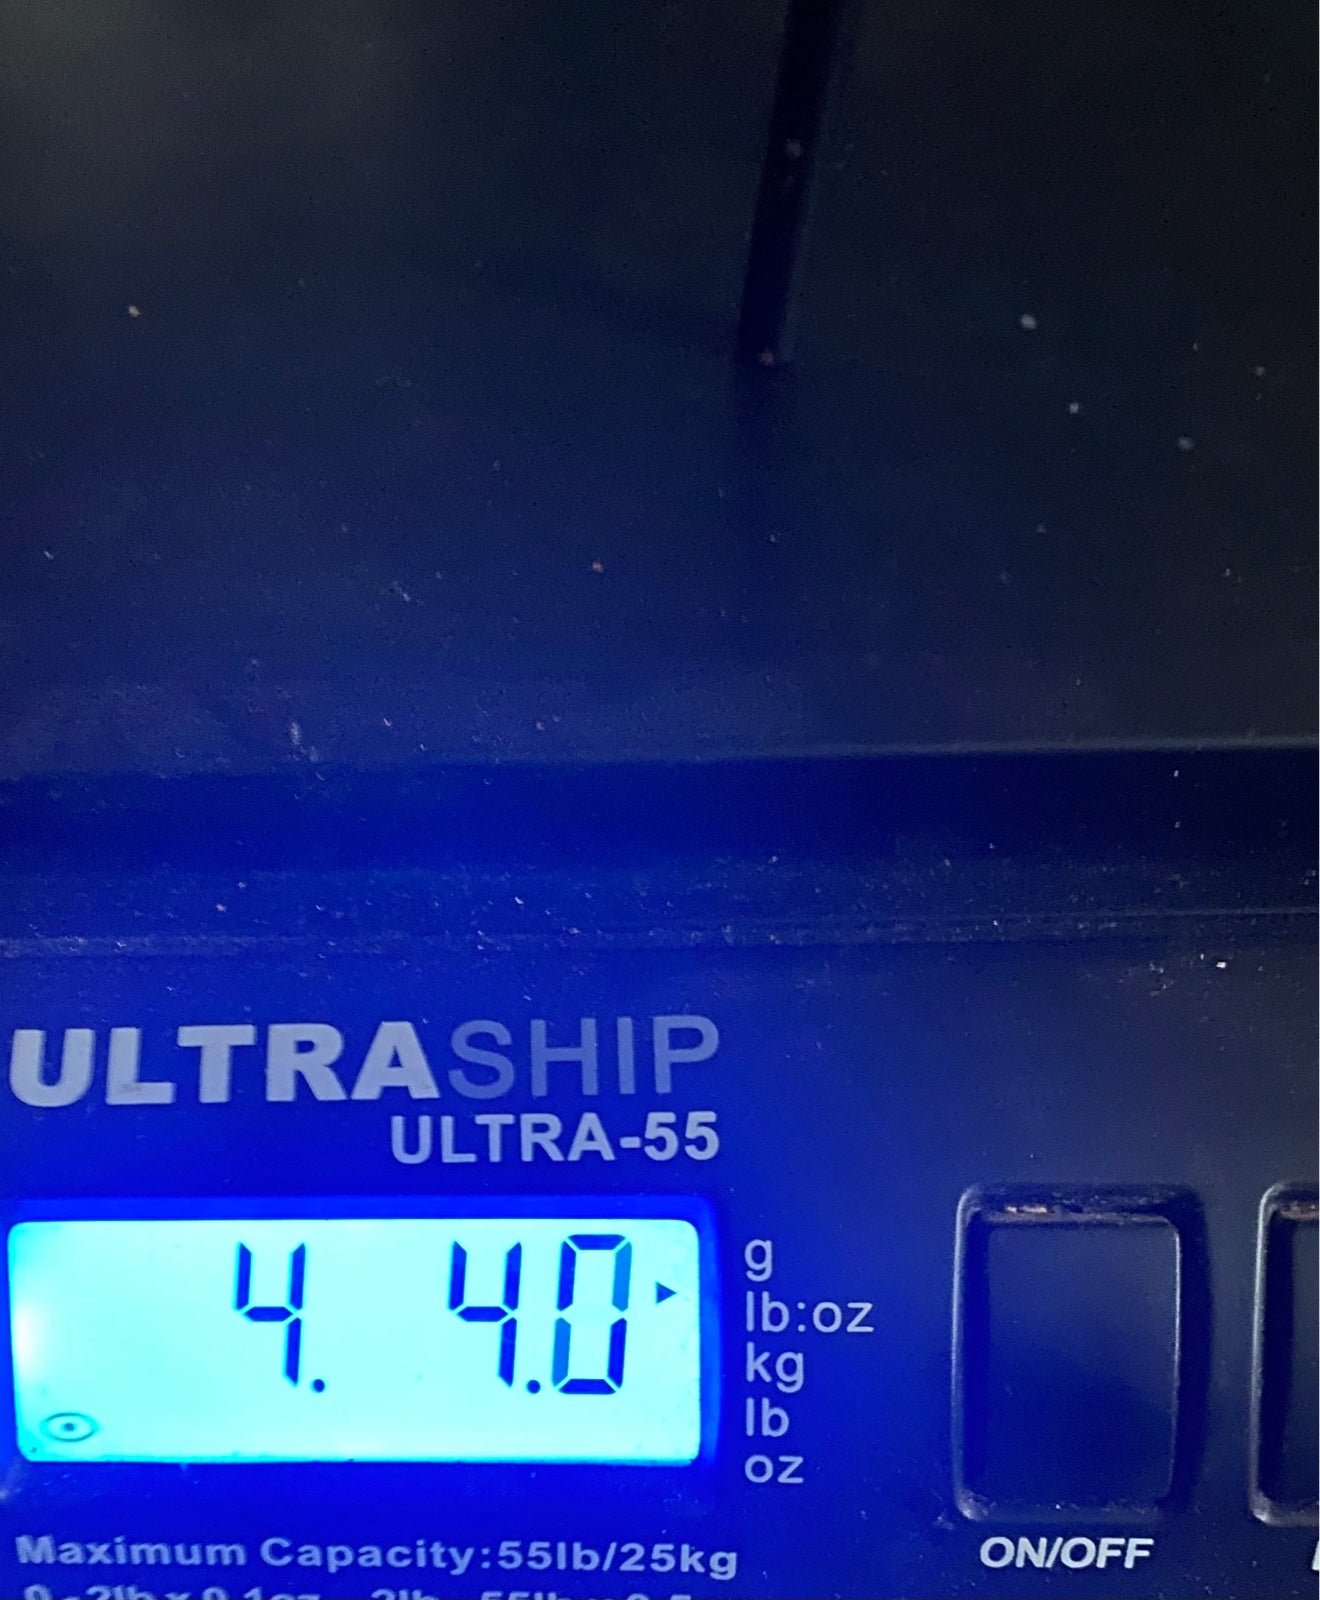 ULTRASHIP
ULTRA-55
4. 4.0
g
lb:oz
kg
lb
oz
ON/OFF
Maximum Capacity:55lb/25kg